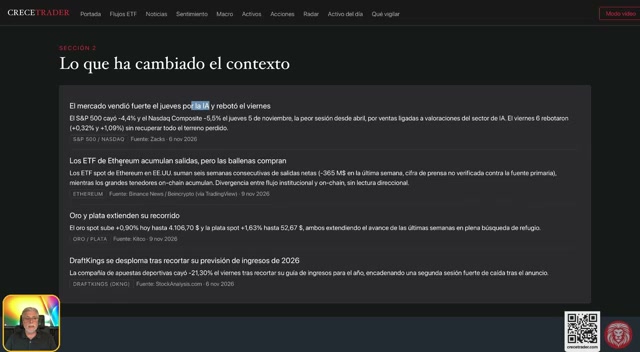 CRECETRADER Portada Flujos ETF Noticias Sentimiento Macro Activos Acciones Radar Activo del día Qué vigilar Modo vídeo
SECCIÓN 2
Lo que ha cambiado el contexto
El mercado vendió fuerte el jueves por la IA y rebotó el viernes
El S&P 500 cayó -4,4% y el Nasdaq Composite -5,5% el jueves 5 de noviembre, la peor sesión desde abril, por ventas ligadas a valoraciones del sector de IA. El viernes 6 rebotaron
(+0,32% y +1,09%) sin recuperar todo el terreno perdido.
S&P 500 / NASDAQ Fuente: Zacks · 6 nov 2026
Los ETF de Ethereum acumulan salidas, pero las ballenas compran
Los ETF spot de Ethereum en EE.UU. suman seis semanas consecutivas de salidas netas (-365 M$ en la última semana, cifra de prensa no verificada contra la fuente primaria),
mientras los grandes tenedores on-chain acumulan. Divergencia entre flujo institucional y on-chain, sin lectura direccional.
ETHEREUM Fuente: Binance News / Beincrypto (vía TradingView) · 9 nov 2026
Oro y plata extienden su recorrido
El oro spot sube +0,90% hoy hasta 4.106,70 $ y la plata spot +1,63% hasta 52,67 $, ambos extendiendo el avance de las últimas semanas en plena búsqueda de refugio.
ORO / PLATA Fuente: Kitco · 9 nov 2026
DraftKings se desploma tras recortar su previsión de ingresos de 2026
La compañía de apuestas deportivas cayó -21,30% el viernes tras recortar su guía de ingresos para el año, encadenando una segunda sesión fuerte de caída tras el anuncio.
DRAFTKINGS (DKNG) Fuente: StockAnalysis.com · 6 nov 2026
crecetrader.com